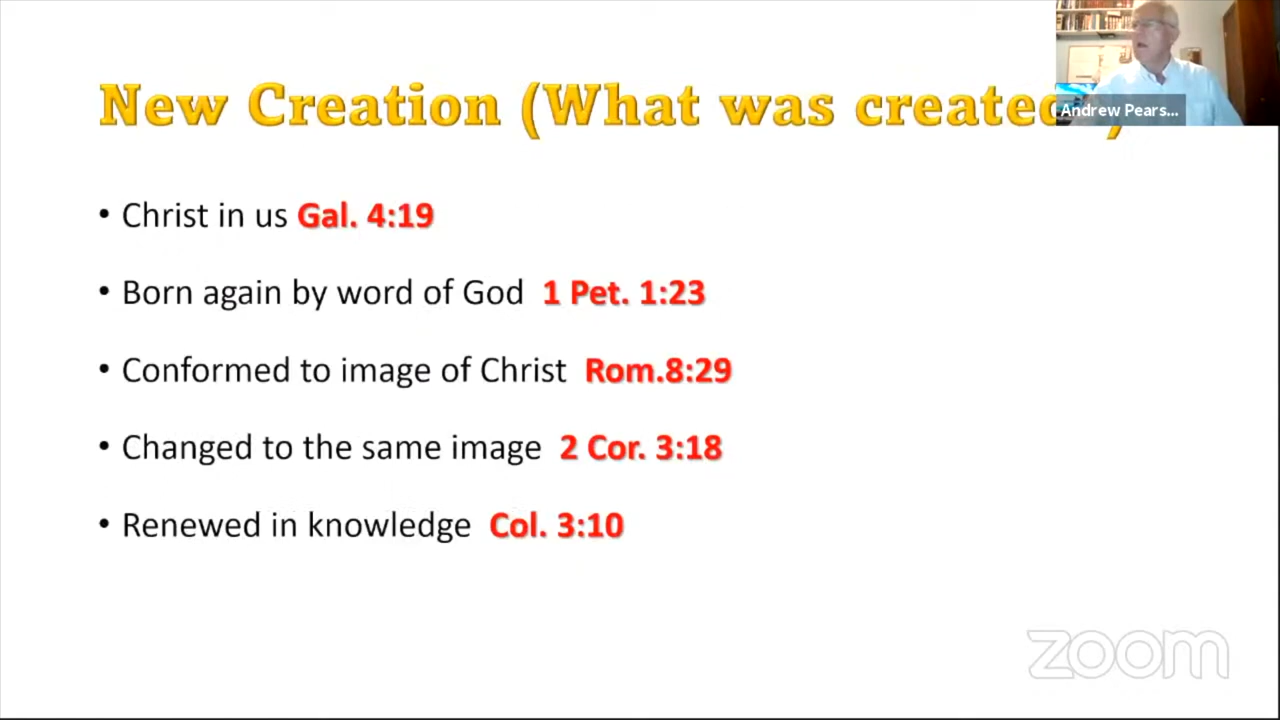 New Creation (What was created)
Andrew Pears...
• Christ in us Gal. 4:19
• Born again by word of God 1 Pet. 1:23
• Conformed to image of Christ Rom.8:29
• Changed to the same image 2 Cor. 3:18
• Renewed in knowledge Col. 3:10
zoom